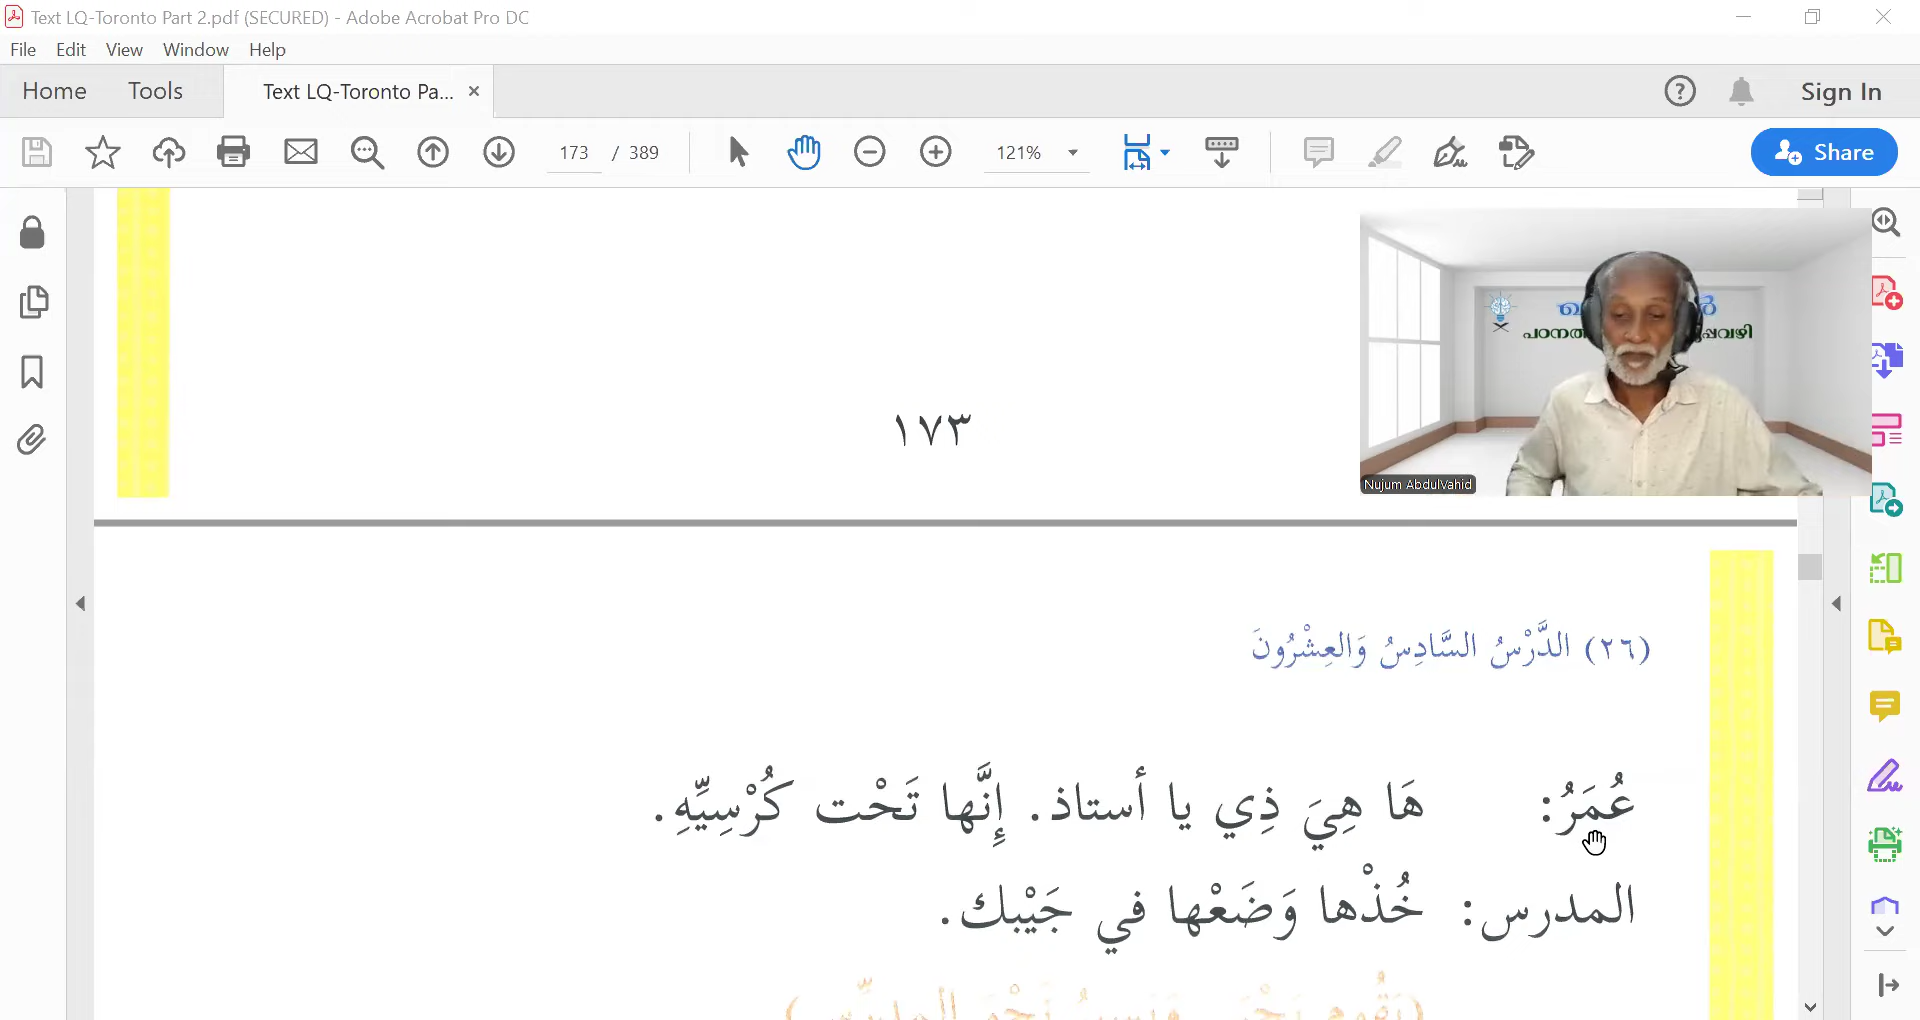 Text LQ-Toronto Part 2.pdf (SECURED) - Adobe Acrobat Pro DC
File Edit View Window Help
Home Tools Text LQ-Toronto Pa... × Sign In
173 / 389 121% Share
١٧٣
Nujum AbdulVahid
(٢٦) الدَّرْسُ السَّادِسُ وَالعِشْرُونَ
عُمَرُ: هَا هِيَ ذِي يا أستاذ. إِنَّها تَحْت كُرْسِيِّهِ.
المدرس: خُذْها وَضَعْها في جَيْبك.